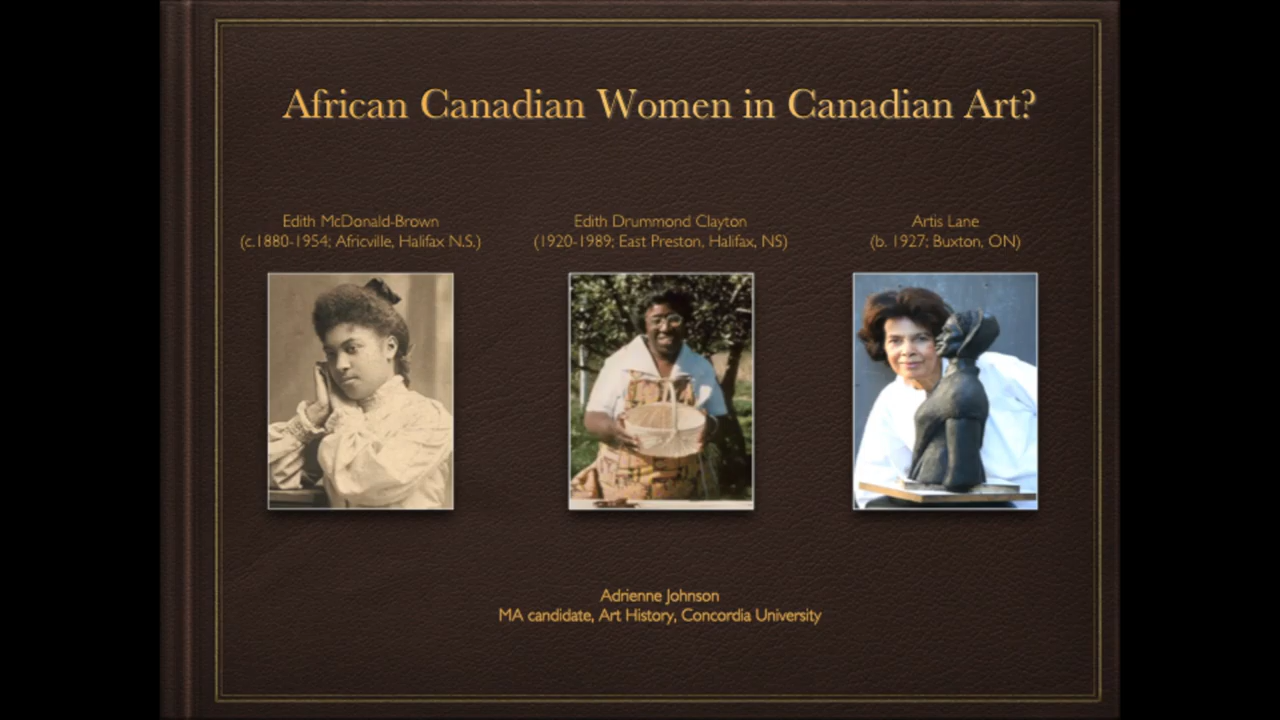 African Canadian Women in Canadian Art?
Edith McDonald-Brown
(c.1880-1954; Africville, Halifax N.S.)
Edith Drummond Clayton
(1920-1989; East Preston, Halifax, NS)
Artis Lane
(b. 1927; Buxton, ON)
Adrienne Johnson
MA candidate, Art History, Concordia University